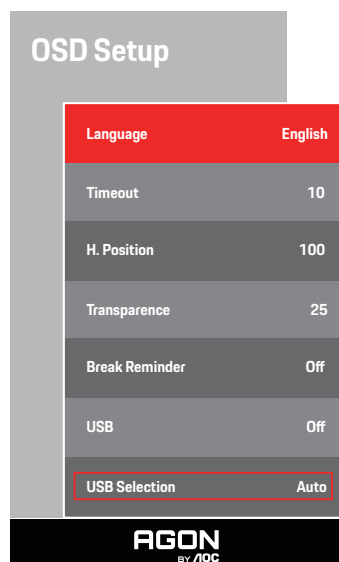 OSD Setup
Language English
Timeout 10
H. Position 100
Transparence 25
Break Reminder Off
USB Off
USB Selection Auto
AGON
BY AOC